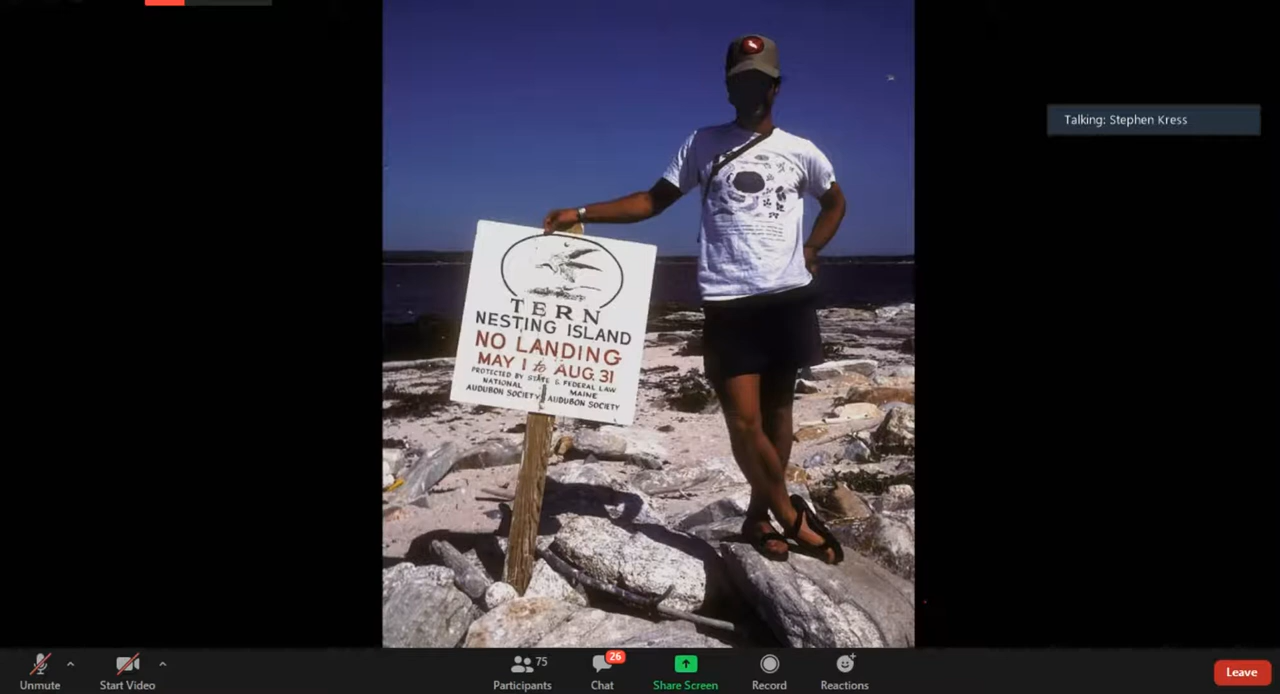 Talking: Stephen Kress
TERN
NESTING ISLAND
NO LANDING
MAY 1 to AUG. 31
PROTECTED BY STATE & FEDERAL LAW
NATIONAL MAINE
AUDUBON SOCIETY AUDUBON SOCIETY
Unmute
Start Video
75
Participants
26
Chat
Share Screen
Record
Reactions
Leave